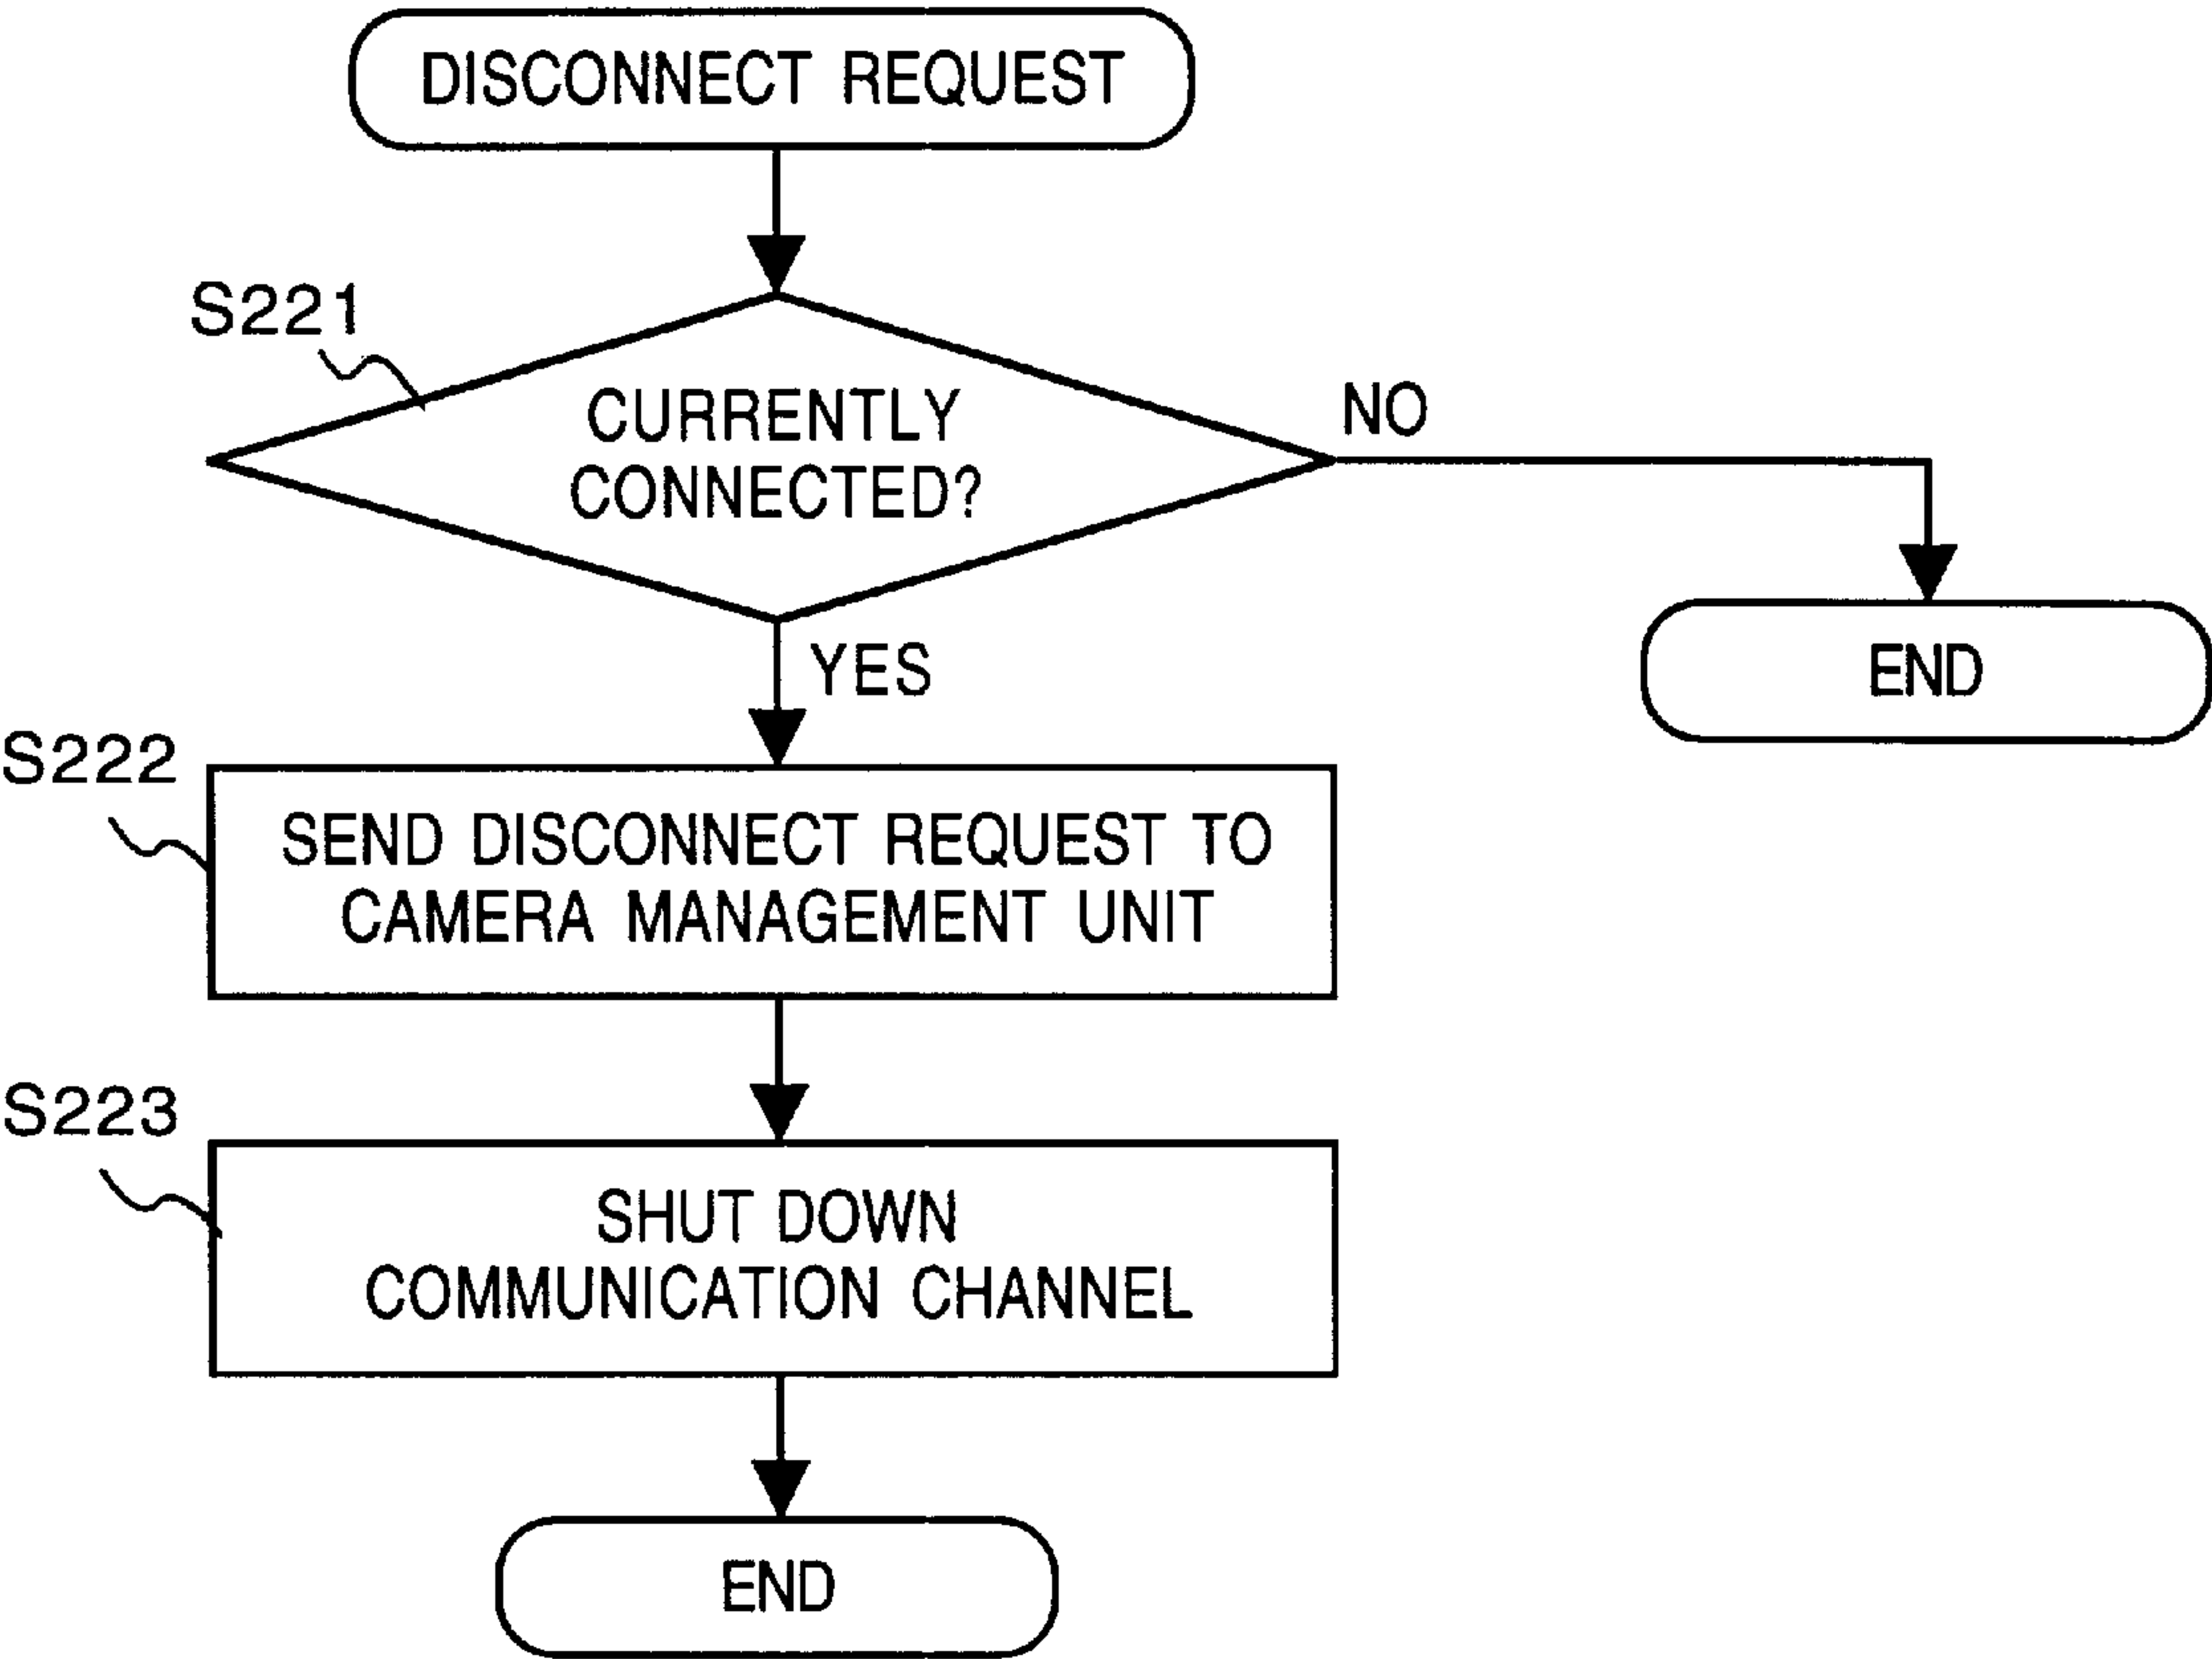 DISCONNECT REQUEST
S221
CURRENTLY
CONNECTED?
NO
END
YES
S222
SEND DISCONNECT REQUEST TO
CAMERA MANAGEMENT UNIT
S223
SHUT DOWN
COMMUNICATION CHANNEL
END